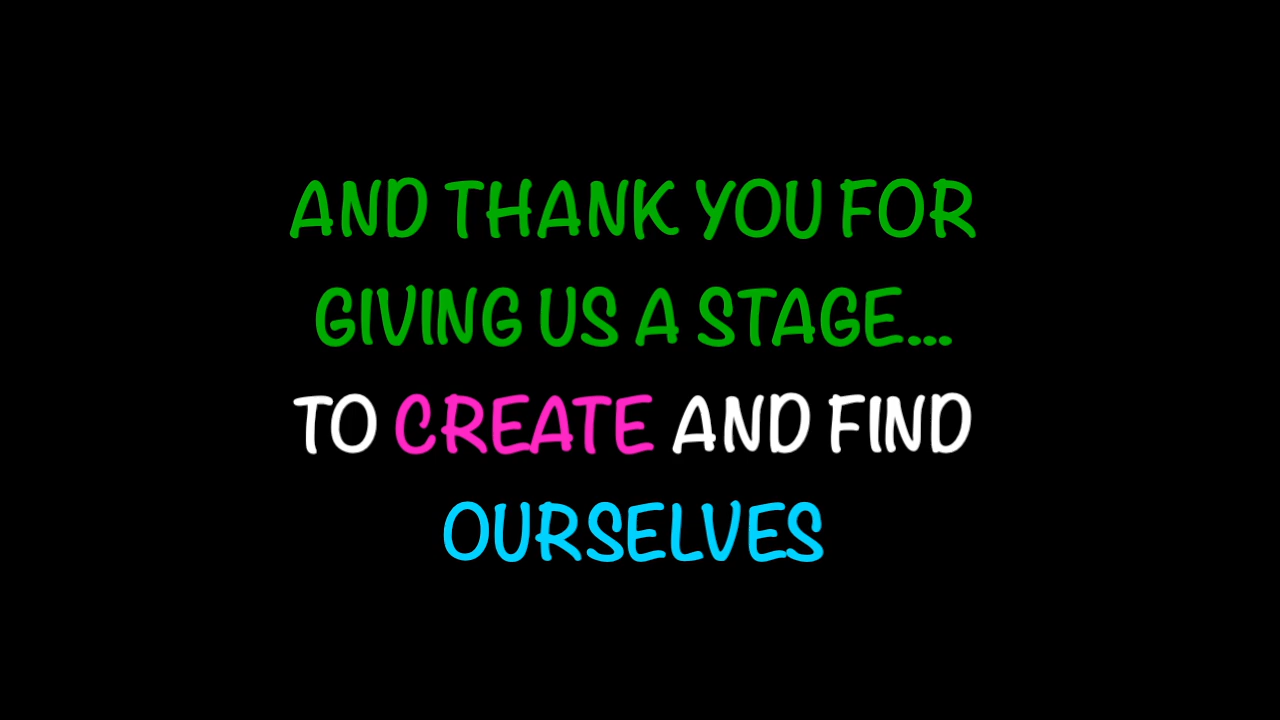 AND THANK YOU FOR
GIVING US A STAGE...
TO CREATE AND FIND
OURSELVES